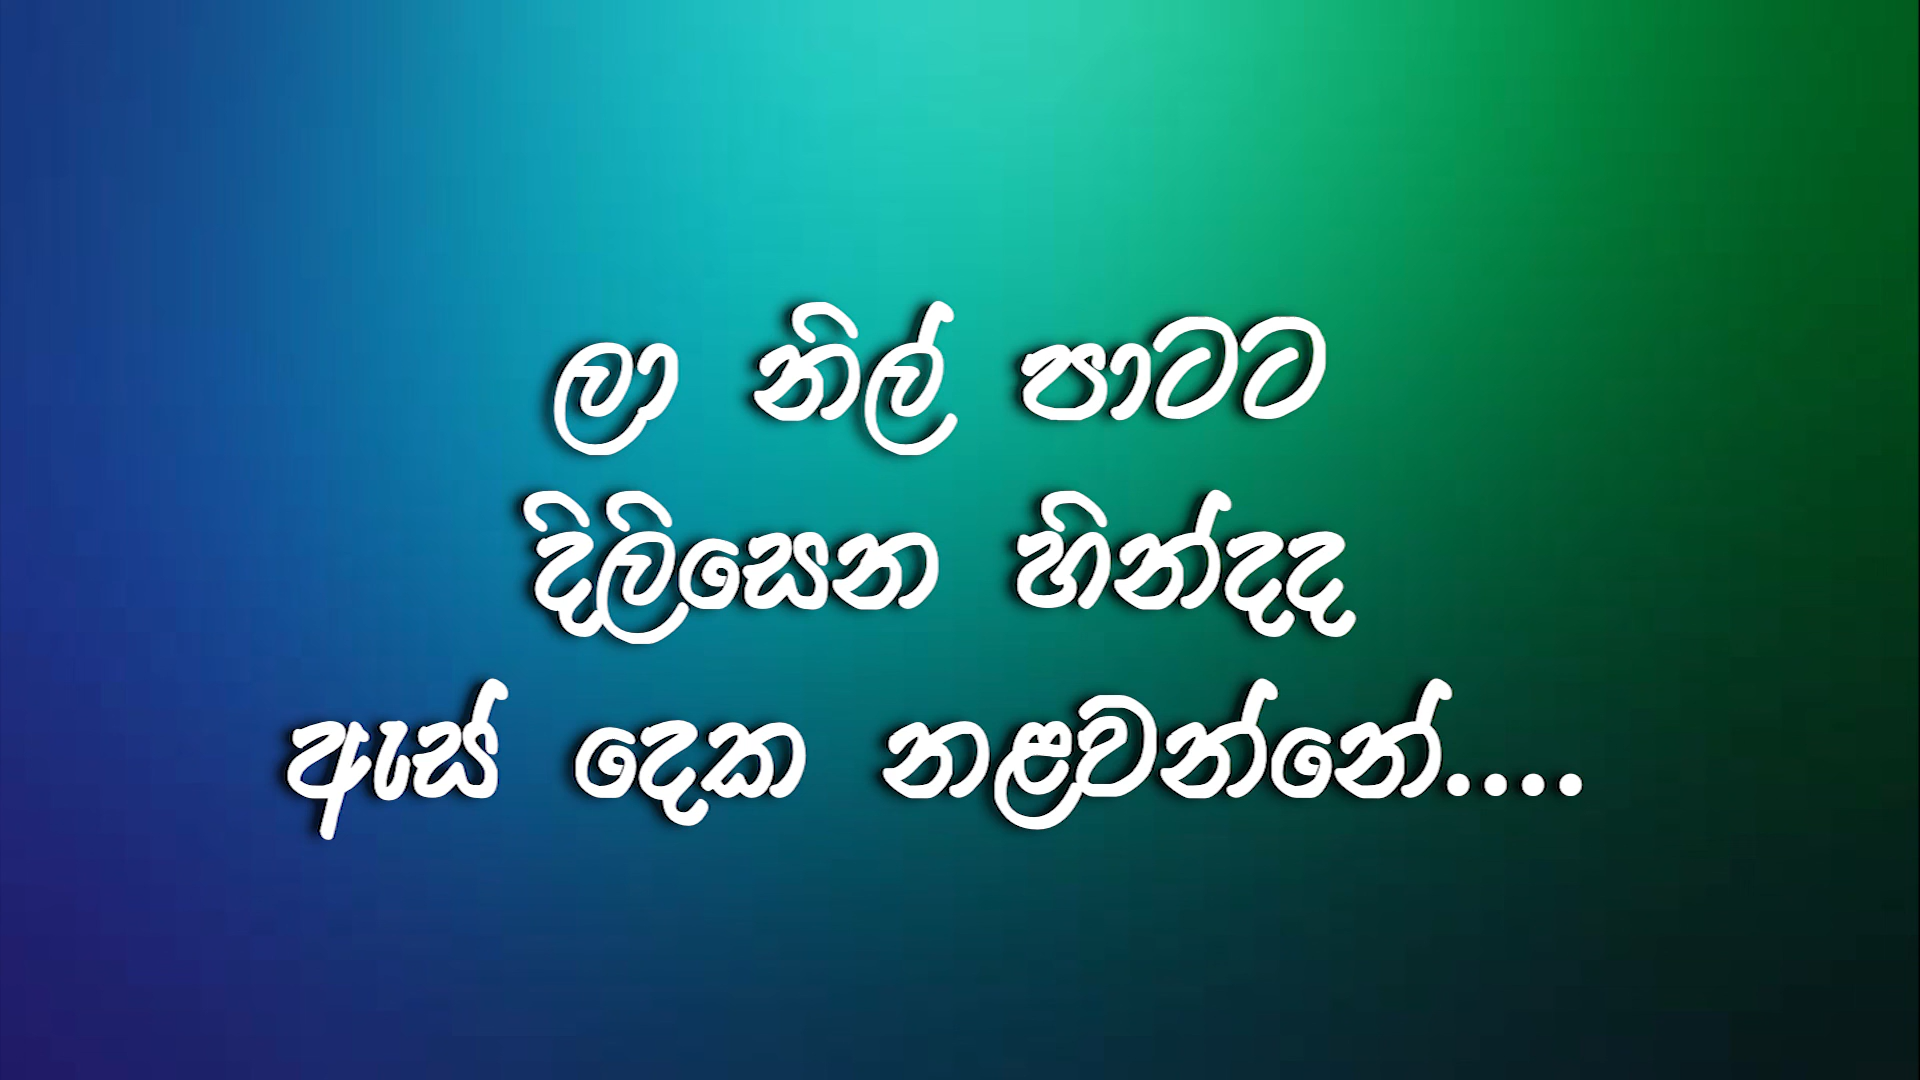 ලා නිල් පාටට
දිලිසෙන හින්දද
ඇස් දෙක නළවන්නේ....